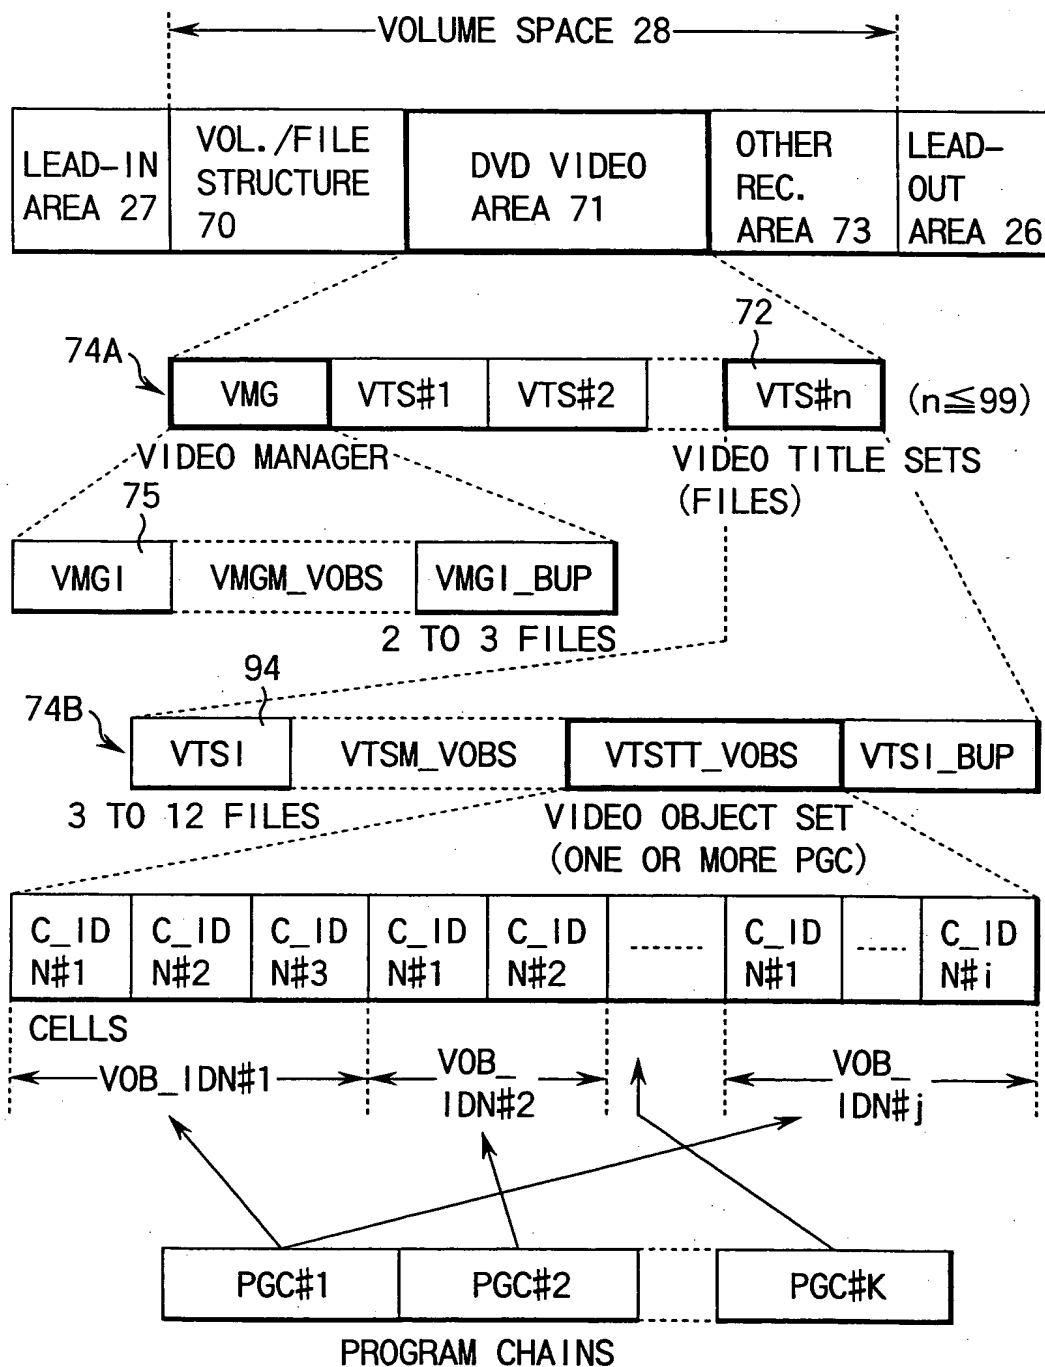 VOLUME SPACE 28
LEAD-IN
AREA 27
VOL./FILE
STRUCTURE
70
DVD VIDEO
AREA 71
OTHER
REC.
AREA 73
LEAD-
OUT
AREA 26
72
74A
VMG
VTS#1
VTS#2
VTS#n
(n≦99)
VIDEO MANAGER
VIDEO TITLE SETS
(FILES)
75
VMGI
VMGM_VOBS
VMGI_BUP
2 TO 3 FILES
94
74B
VTSI
VTSM_VOBS
VTSTT_VOBS
VTSI_BUP
3 TO 12 FILES
VIDEO OBJECT SET
(ONE OR MORE PGC)
C_ID
N#1
C_ID
N#2
C_ID
N#3
C_ID
N#1
C_ID
N#2
C_ID
N#1
C_ID
N#i
CELLS
VOB_IDN#1
VOB_
IDN#2
VOB_
IDN#j
PGC#1
PGC#2
PGC#K
PROGRAM CHAINS